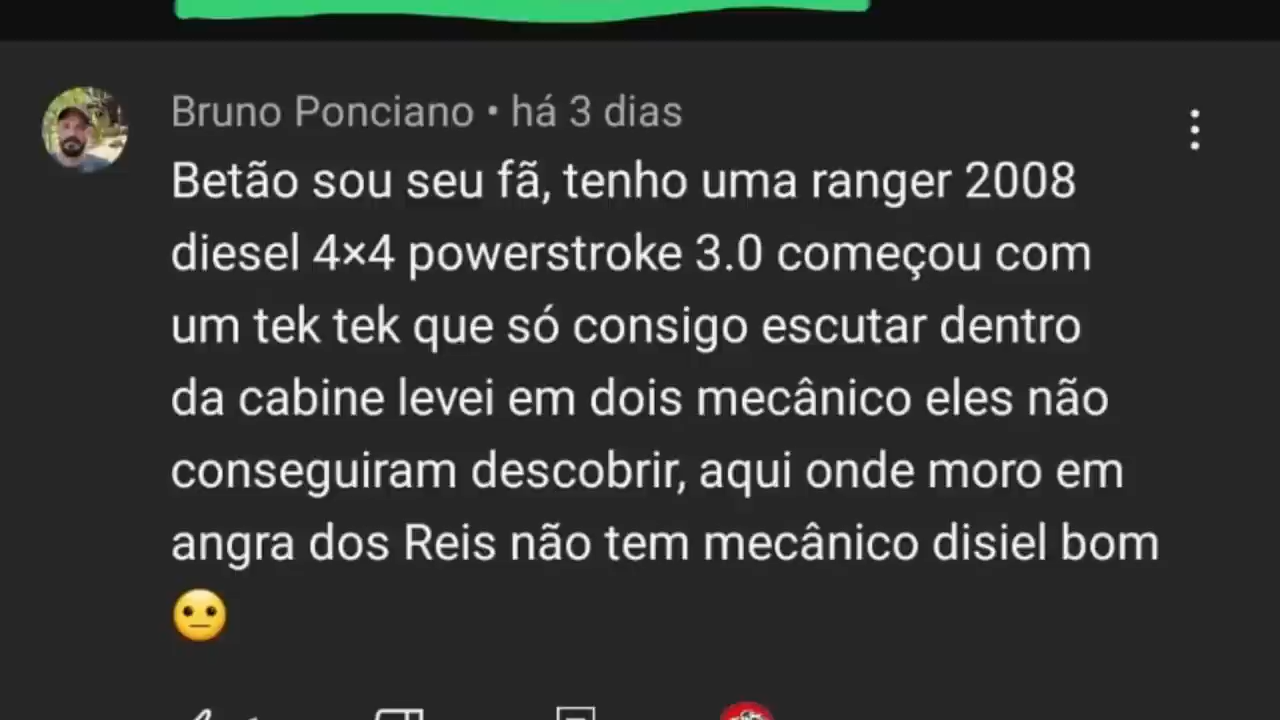 Bruno Ponciano • há 3 dias
Betão sou seu fã, tenho uma ranger 2008
diesel 4×4 powerstroke 3.0 começou com
um tek tek que só consigo escutar dentro
da cabine levei em dois mecânico eles não
conseguiram descobrir, aqui onde moro em
angra dos Reis não tem mecânico disiel bom
😐